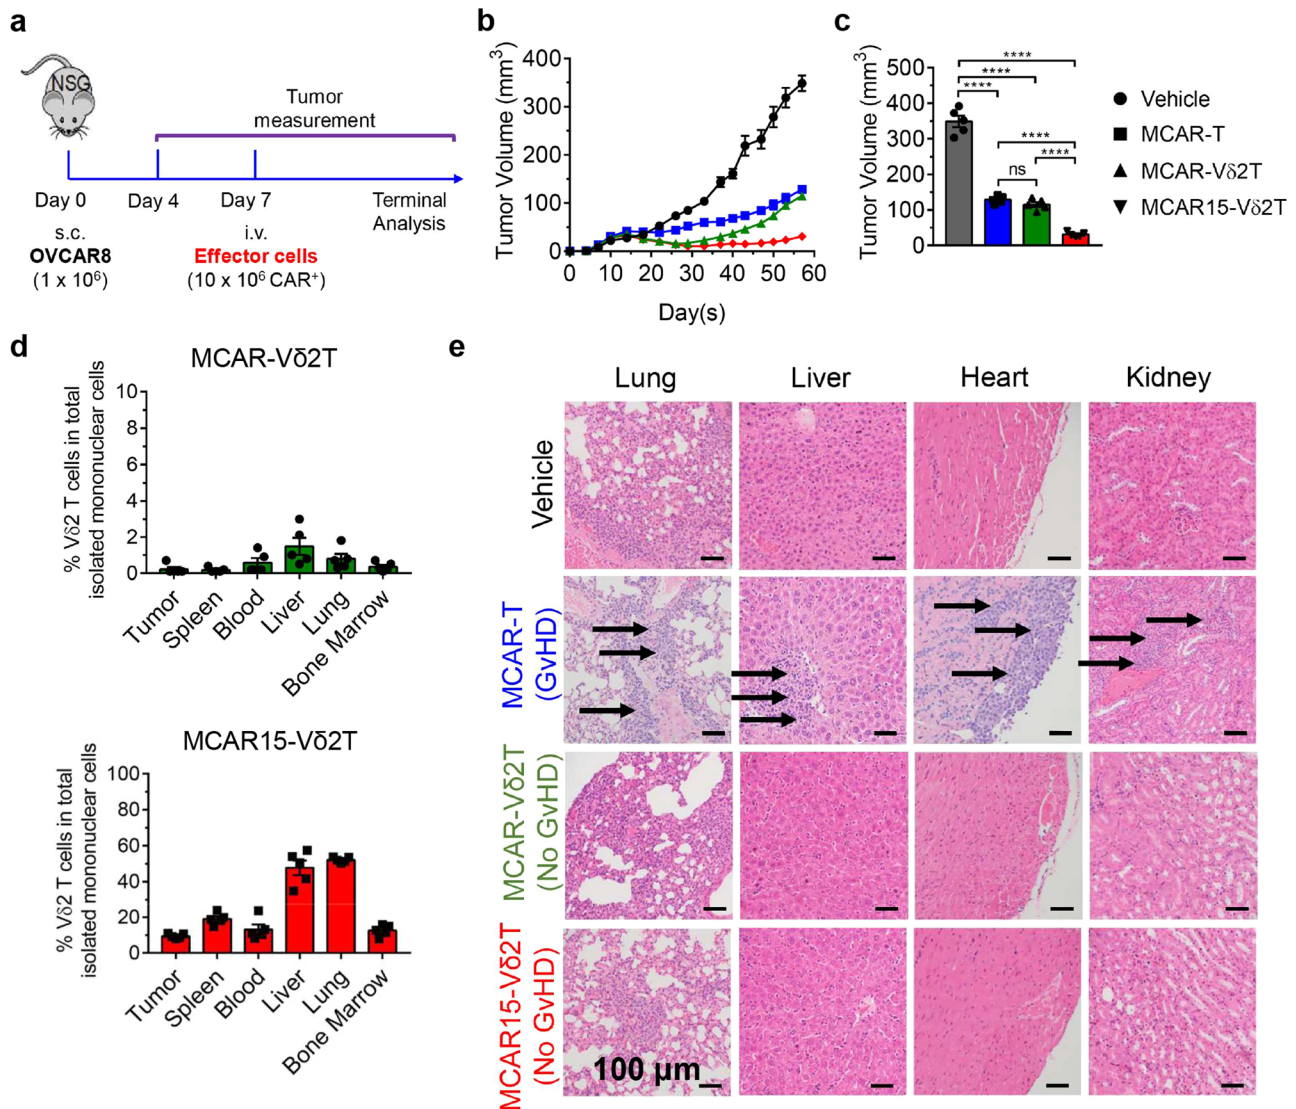 a
NSG
Tumor
measurement
Day 0
Day 4
Day 7
Terminal
Analysis
s.c.
OVCAR8
(1 x 10⁶)
i.v.
Effector cells
(10 x 10⁶ CAR⁺)
b
Tumor Volume (mm³)
400
300
200
100
0
0 10 20 30 40 50 60
Day(s)
c
Tumor Volume (mm³)
500
400
300
200
100
0
****
****
****
****
****
ns
Vehicle
MCAR-T
MCAR-Vδ2T
MCAR15-Vδ2T
d
MCAR-Vδ2T
% Vδ2 T cells in total
isolated mononuclear cells
10
8
6
4
2
0
Tumor
Spleen
Blood
Liver
Lung
Bone Marrow
MCAR15-Vδ2T
% Vδ2 T cells in total
isolated mononuclear cells
100
80
60
40
20
0
Tumor
Spleen
Blood
Liver
Lung
Bone Marrow
e
Lung Liver Heart Kidney
Vehicle
MCAR-T
(GvHD)
MCAR-Vδ2T
(No GvHD)
MCAR15-Vδ2T
(No GvHD)
100 μm